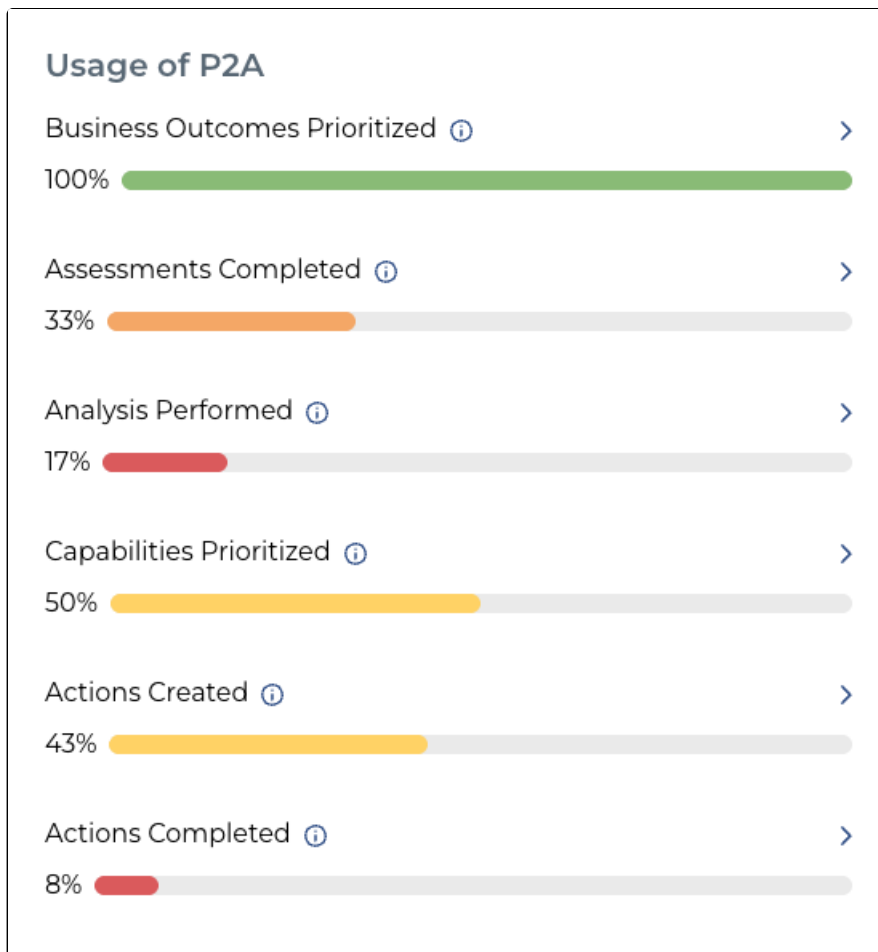 Usage of P2A
Business Outcomes Prioritized
100%
Assessments Completed
33%
Analysis Performed
17%
Capabilities Prioritized
50%
Actions Created
43%
Actions Completed
8%